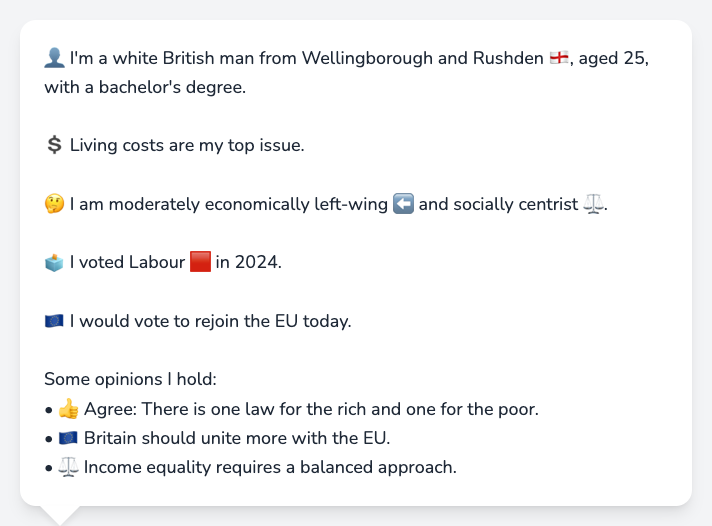 👤 I'm a white British man from Wellingborough and Rushden 🏴󠁧󠁢󠁥󠁮󠁧󠁿, aged 25,
with a bachelor's degree.
💲 Living costs are my top issue.
🤔 I am moderately economically left-wing ⬅️ and socially centrist ⚖️.
🗳️ I voted Labour 🟥 in 2024.
🇪🇺 I would vote to rejoin the EU today.
Some opinions I hold:
• 👍 Agree: There is one law for the rich and one for the poor.
• 🇪🇺 Britain should unite more with the EU.
• ⚖️ Income equality requires a balanced approach.